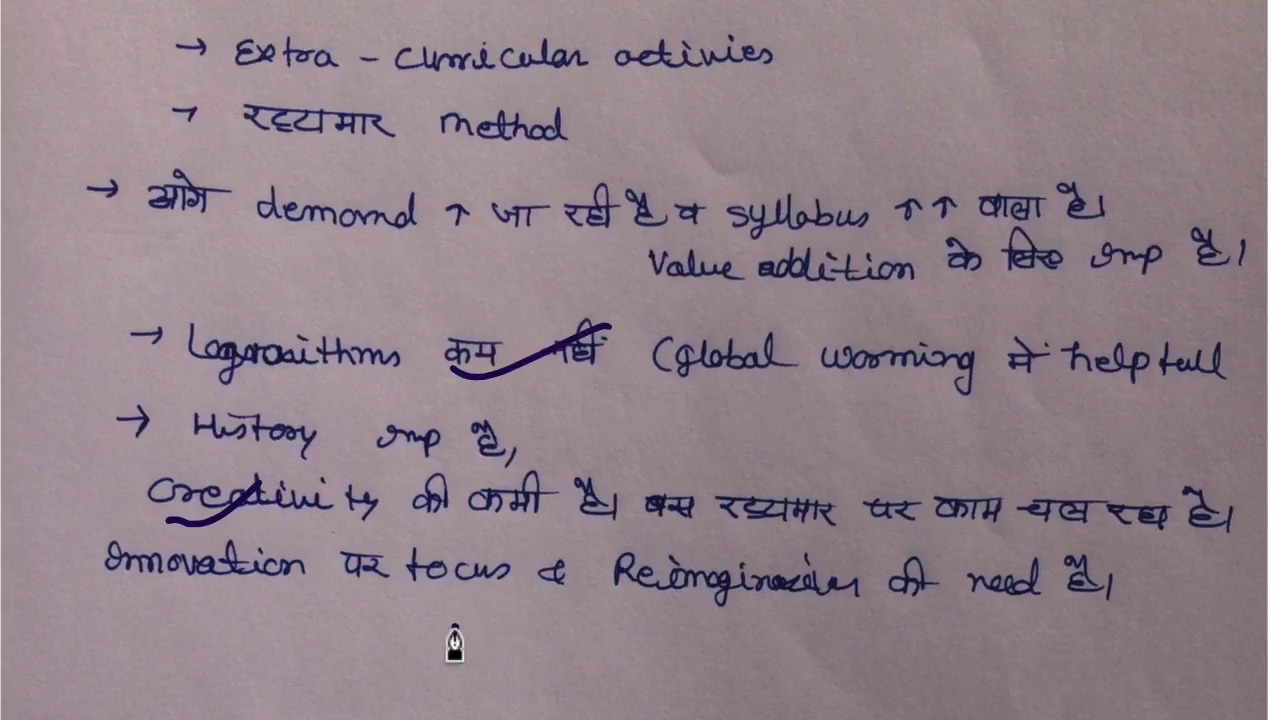 → Extra - curricular activies
→ रट्टामार method
→ आगे demand ↑ जा रही है व syllabus ↑↑ वाला है।
Value addition के लिए Imp है।
→ Logarithms कम नहीं (global warming में helpfull
→ History Imp है,
Creativity की कमी है। बस रट्टामार पर काम चल रहा है।
Innovation पर focus & की need है।